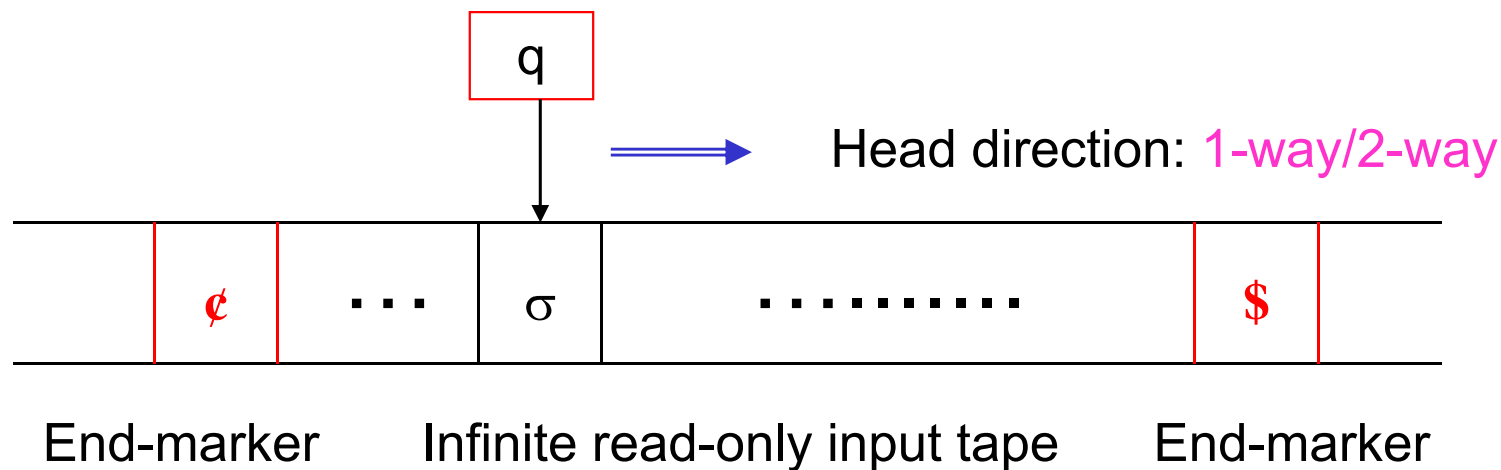 q
Head direction: 1-way/2-way
¢ ... σ .......... $
End-marker Infinite read-only input tape End-marker